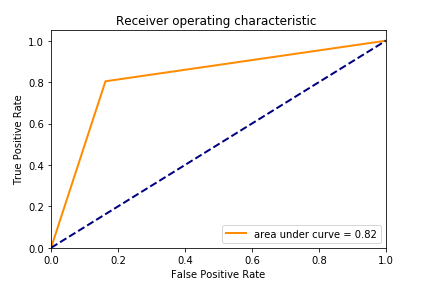 Receiver operating characteristic
1.0
0.8
0.6
0.4
0.2
0.0
True Positive Rate
area under curve = 0.82
0.0 0.2 0.4 0.6 0.8 1.0
False Positive Rate